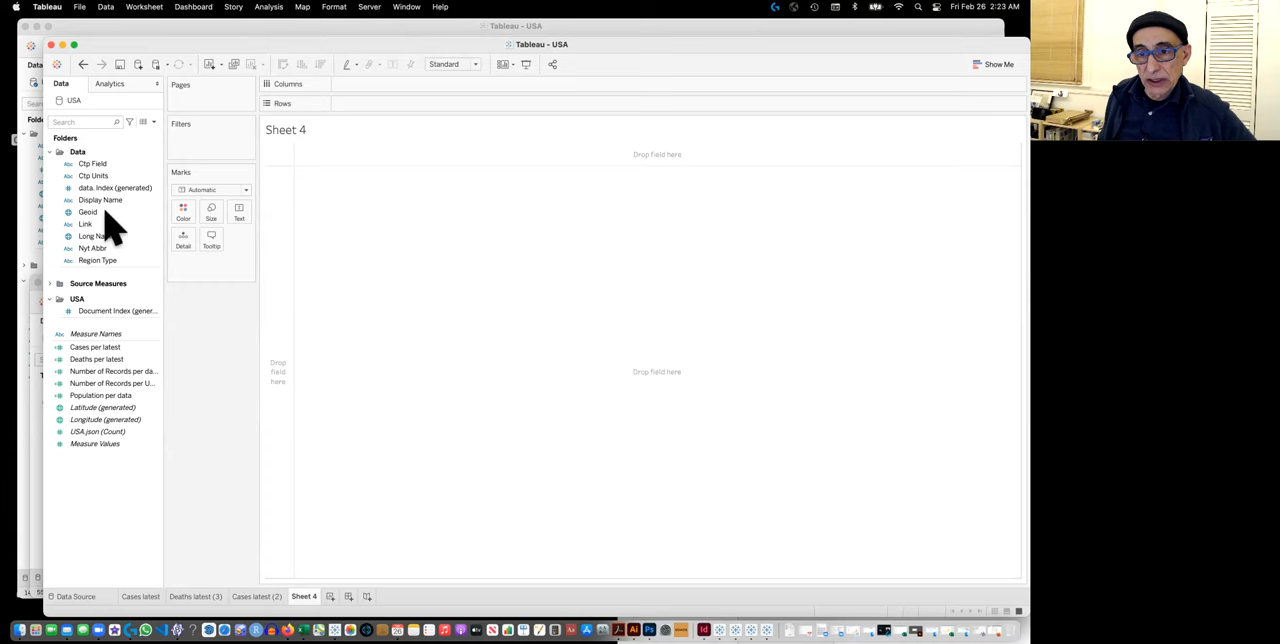 Tableau File Data Worksheet Dashboard Story Analysis Map Format Server Window Help Fri Feb 26 2:23 AM
Tableau - USA
Tableau - USA
Standard
Show Me
Data Analytics
USA
Search
Folders
Data
Ctp Field
Ctp Units
data. Index (generated)
Display Name
Geoid
Link
Long
Nyt Abbr
Region Type
Source Measures
USA
Document Index (gener...
Measure Names
Cases per latest
Deaths per latest
Number of Records per da...
Number of Records per U...
Population per data
Latitude (generated)
Longitude (generated)
USA.json (Count)
Measure Values
Pages
Filters
Marks
Automatic
Color Size Text
Detail Tooltip
Columns
Rows
Sheet 4
Drop field here
Drop
field
here
Drop field here
Data Source Cases latest Deaths latest (3) Cases latest (2) Sheet 4